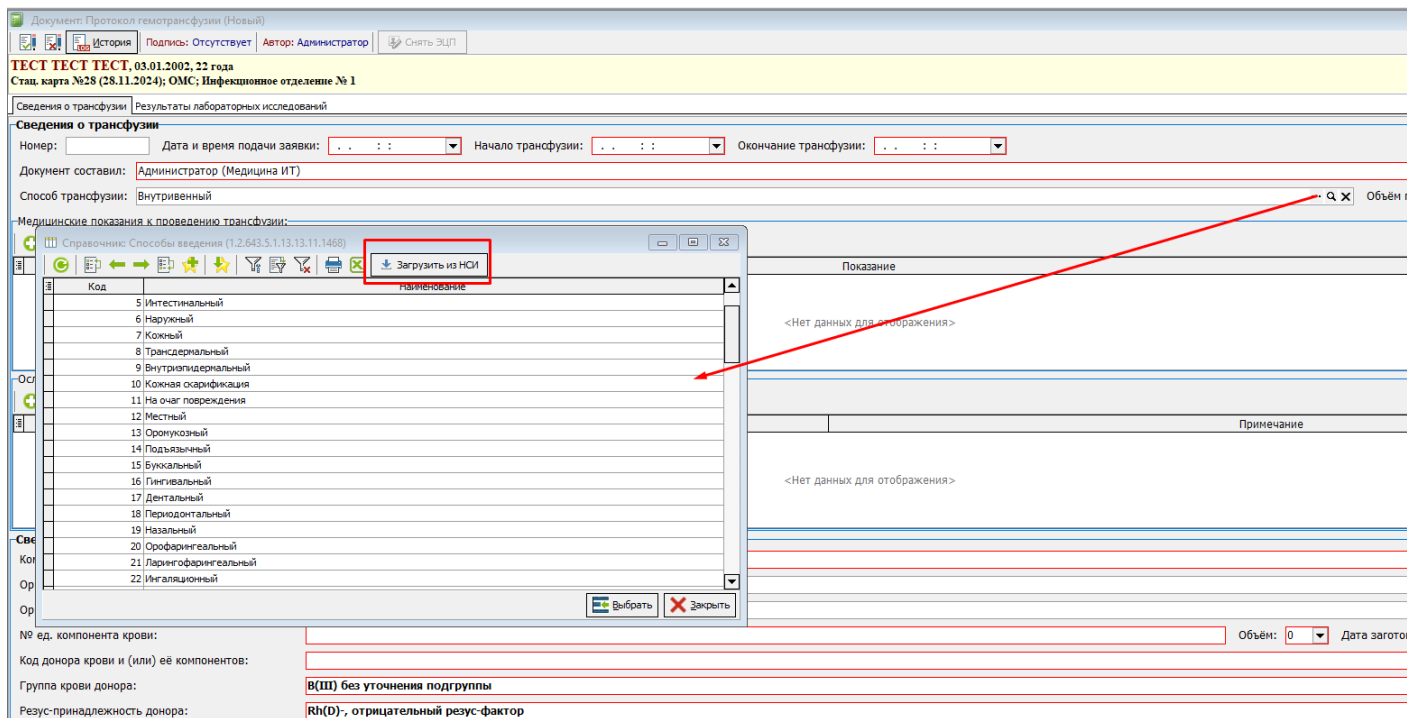 Документ: Протокол гемотрансфузии (Новый)
История Подпись: Отсутствует Автор: Администратор Снять ЭЦП
ТЕСТ ТЕСТ ТЕСТ, 03.01.2002, 22 года
Стац. карта №28 (28.11.2024); ОМС; Инфекционное отделение № 1
Сведения о трансфузии Результаты лабораторных исследований
Сведения о трансфузии
Номер: Дата и время подачи заявки: . . : : Начало трансфузии: . . : : Окончание трансфузии: . . : :
Документ составил: Администратор (Медицина ИТ)
Способ трансфузии: Внутривенный Объём
Медицинские показания к проведению трансфузии:
Справочник: Способы введения (1.2.643.5.1.13.13.11.1468)
Загрузить из НСИ
Показание
Код Наименование
5 Интестинальный
6 Наружный
<Нет данных для отображения>
7 Кожный
8 Трансдермальный
9 Внутриэпидермальный
10 Кожная скарификация
11 На очаг повреждения
12 Местный
Примечание
13 Оромукозный
14 Подъязычный
15 Буккальный
16 Гингивальный
<Нет данных для отображения>
17 Дентальный
18 Периодонтальный
19 Назальный
20 Орофарингеальный
21 Ларингофарингеальный
22 Ингаляционный
Выбрать Закрыть
№ ед. компонента крови: Объём: 0 Дата загото
Код донора крови и (или) её компонентов:
Группа крови донора: B(III) без уточнения подгруппы
Резус-принадлежность донора: Rh(D)-, отрицательный резус-фактор